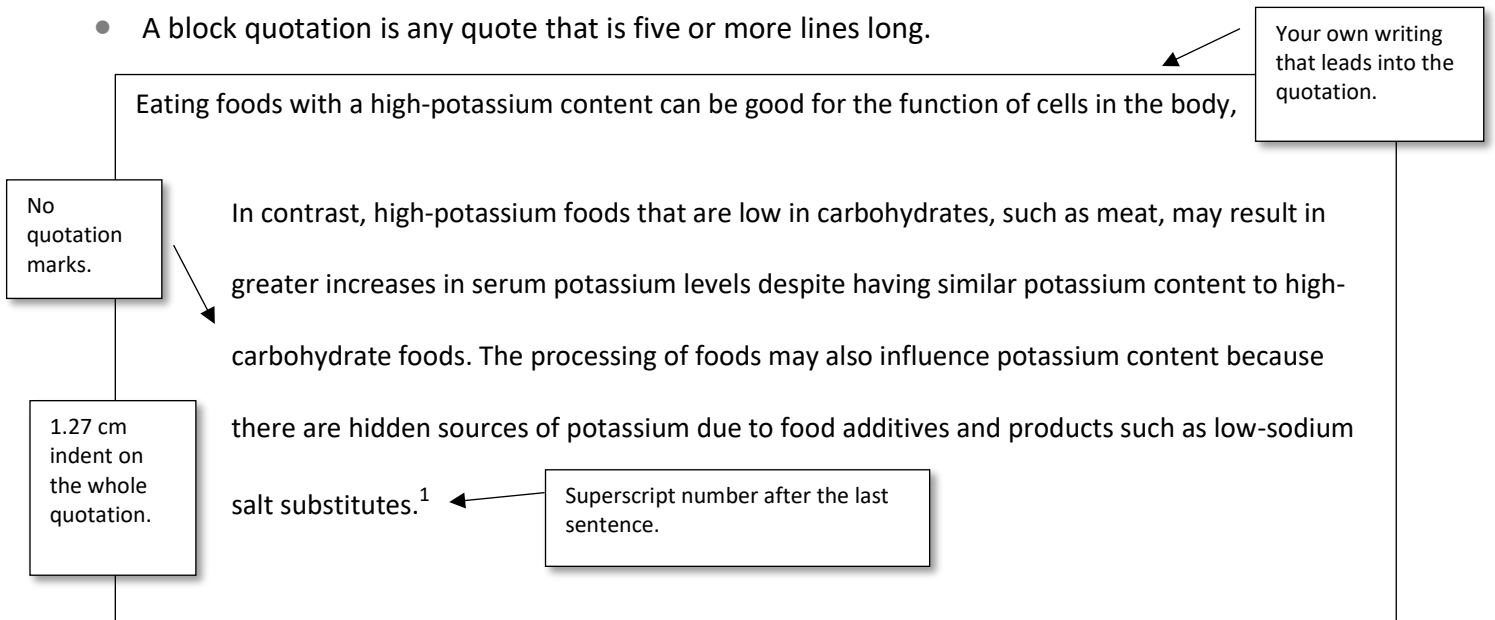 • A block quotation is any quote that is five or more lines long.
Your own writing
that leads into the
quotation.
Eating foods with a high-potassium content can be good for the function of cells in the body,
No
quotation
marks.
In contrast, high-potassium foods that are low in carbohydrates, such as meat, may result in
greater increases in serum potassium levels despite having similar potassium content to high-
carbohydrate foods. The processing of foods may also influence potassium content because
there are hidden sources of potassium due to food additives and products such as low-sodium
salt substitutes.¹
1.27 cm
indent on
the whole
quotation.
Superscript number after the last
sentence.